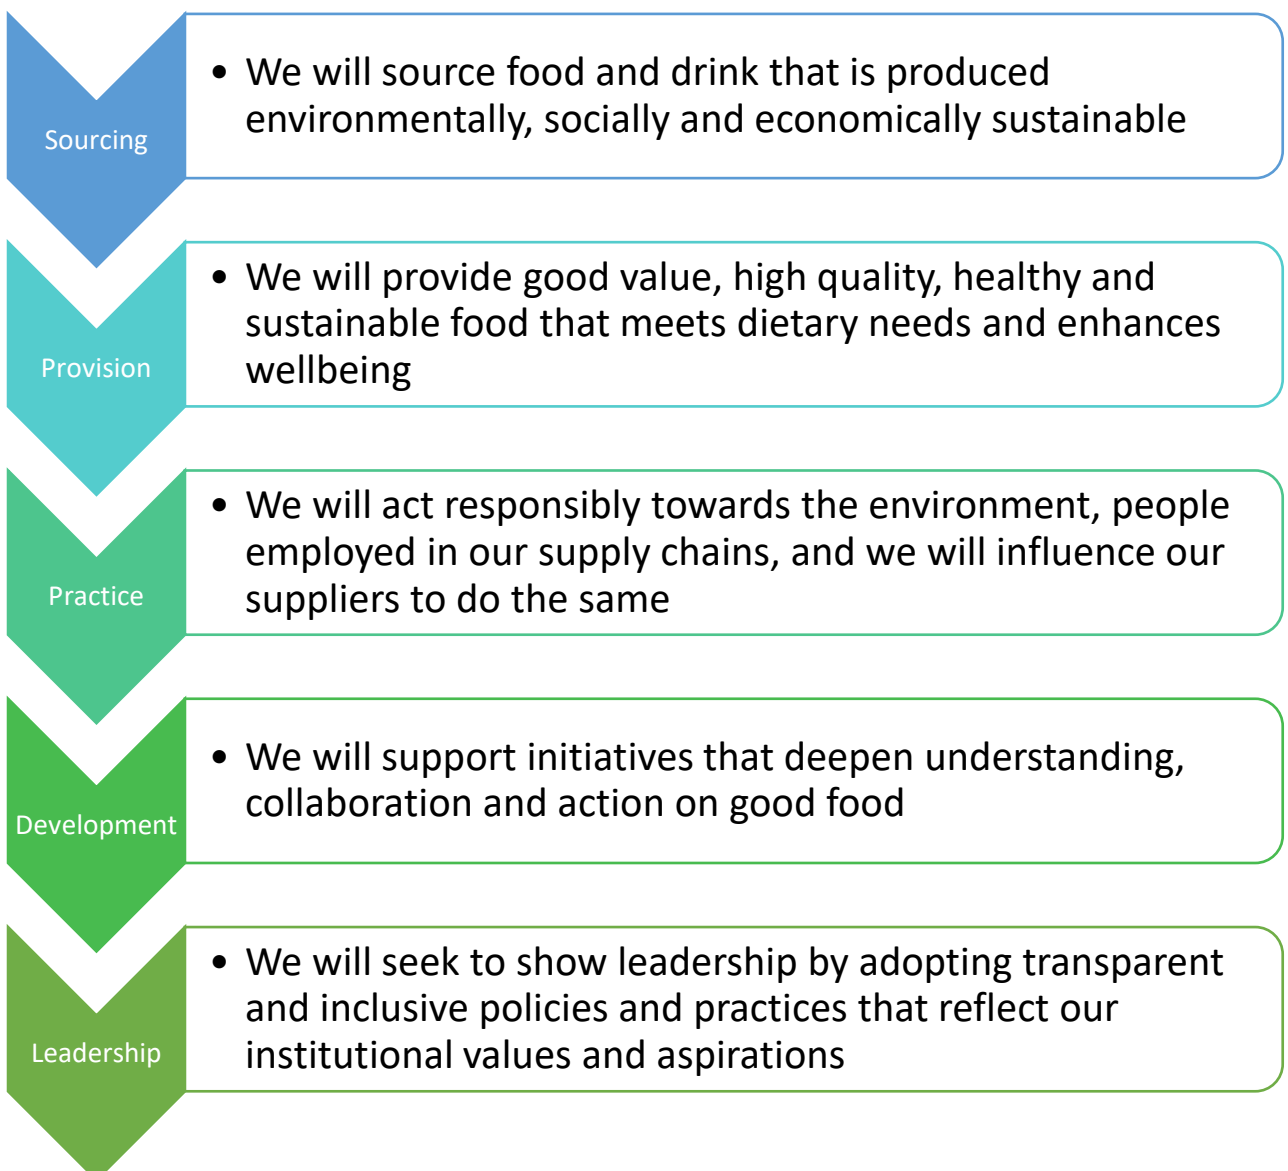 Sourcing
• We will source food and drink that is produced
environmentally, socially and economically sustainable
Provision
• We will provide good value, high quality, healthy and
sustainable food that meets dietary needs and enhances
wellbeing
Practice
• We will act responsibly towards the environment, people
employed in our supply chains, and we will influence our
suppliers to do the same
Development
• We will support initiatives that deepen understanding,
collaboration and action on good food
Leadership
• We will seek to show leadership by adopting transparent
and inclusive policies and practices that reflect our
institutional values and aspirations